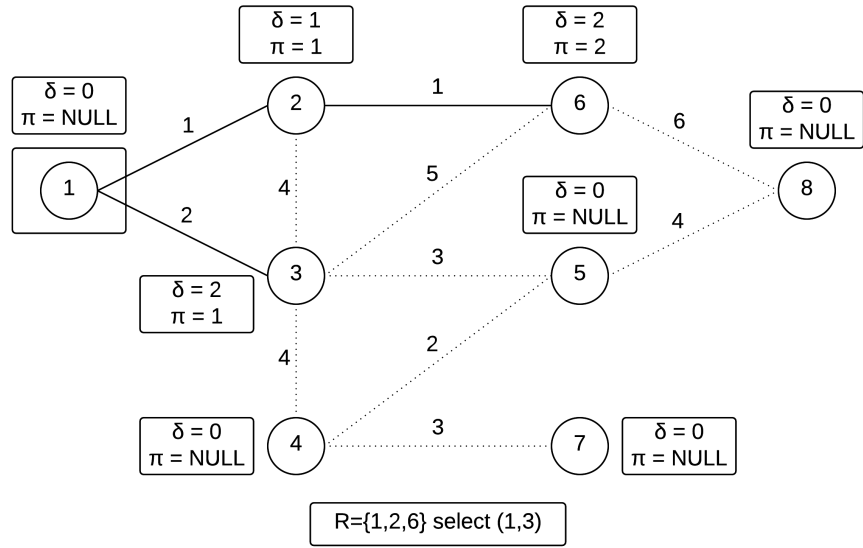 δ = 1
π = 1
δ = 2
π = 2
δ = 0
π = NULL
1
2
1
6
6
δ = 0
π = NULL
1
2
4
5
δ = 0
π = NULL
8
4
δ = 2
π = 1
3
3
5
4
2
δ = 0
π = NULL
4
3
7
δ = 0
π = NULL
R={1,2,6} select (1,3)